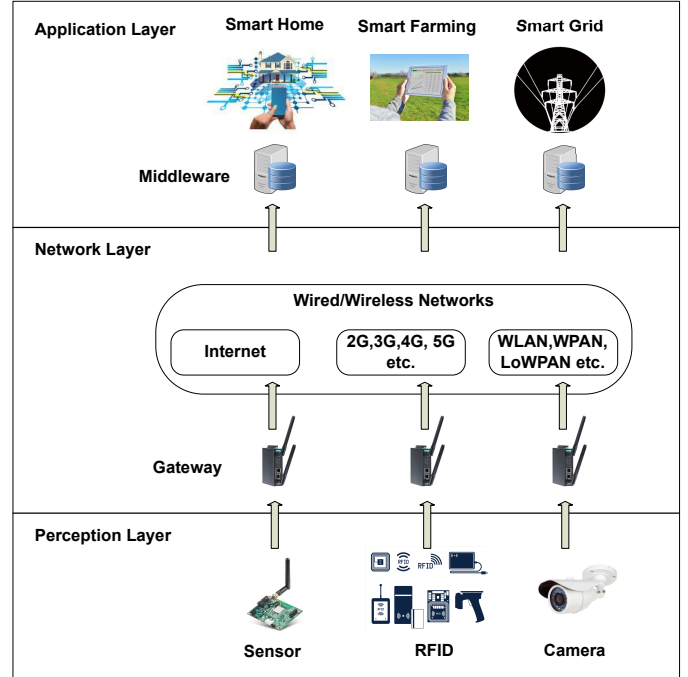 Application Layer
Smart Home
Smart Farming
Smart Grid
Middleware
Network Layer
Wired/Wireless Networks
Internet
2G,3G,4G, 5G
etc.
WLAN,WPAN,
LoWPAN etc.
Gateway
Perception Layer
RFID
RFID
Sensor
RFID
Camera